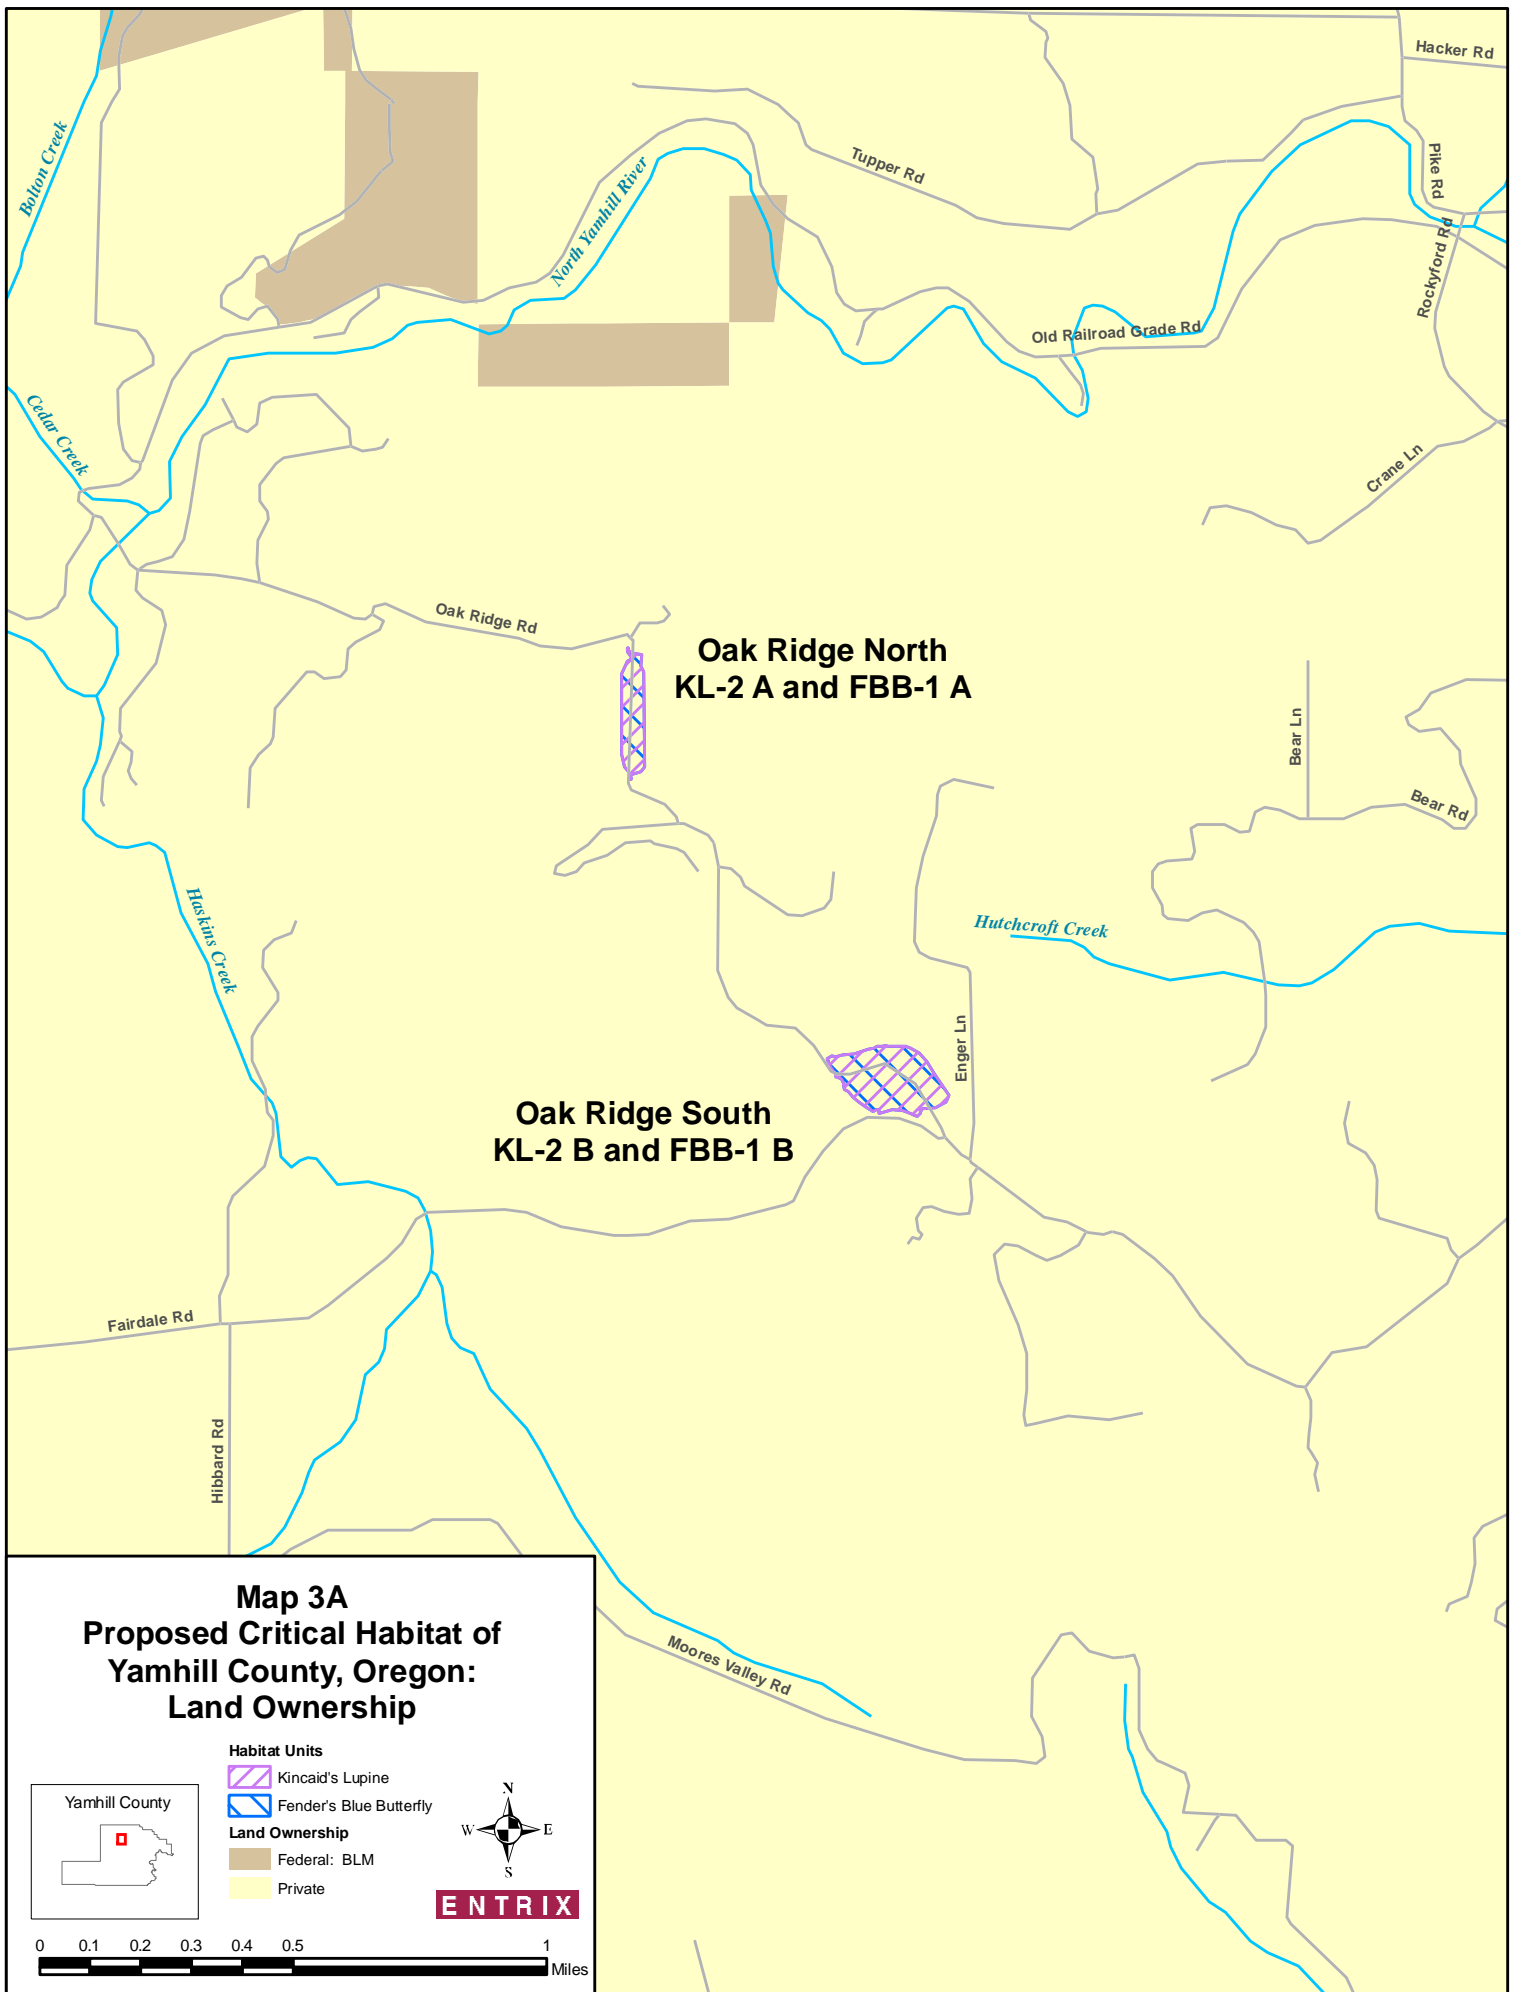 Hacker Rd
Bolton Creek
Pike Rd
Tupper Rd
North Yamhill River
Rockyford Rd
Old Railroad Grade Rd
Cedar Creek
Crane Ln
Oak Ridge Rd
Oak Ridge North
KL-2 A and FBB-1 A
Bear Ln
Bear Rd
Haskins Creek
Hutchcroft Creek
Enger Ln
Oak Ridge South
KL-2 B and FBB-1 B
Fairdale Rd
Hibbard Rd
Moores Valley Rd
Map 3A
Proposed Critical Habitat of
Yamhill County, Oregon:
Land Ownership
Habitat Units
Kincaid's Lupine
Fender's Blue Butterfly
Land Ownership
Federal: BLM
Private
Yamhill County
N
W E
S
ENTRIX
0 0.1 0.2 0.3 0.4 0.5 1
Miles